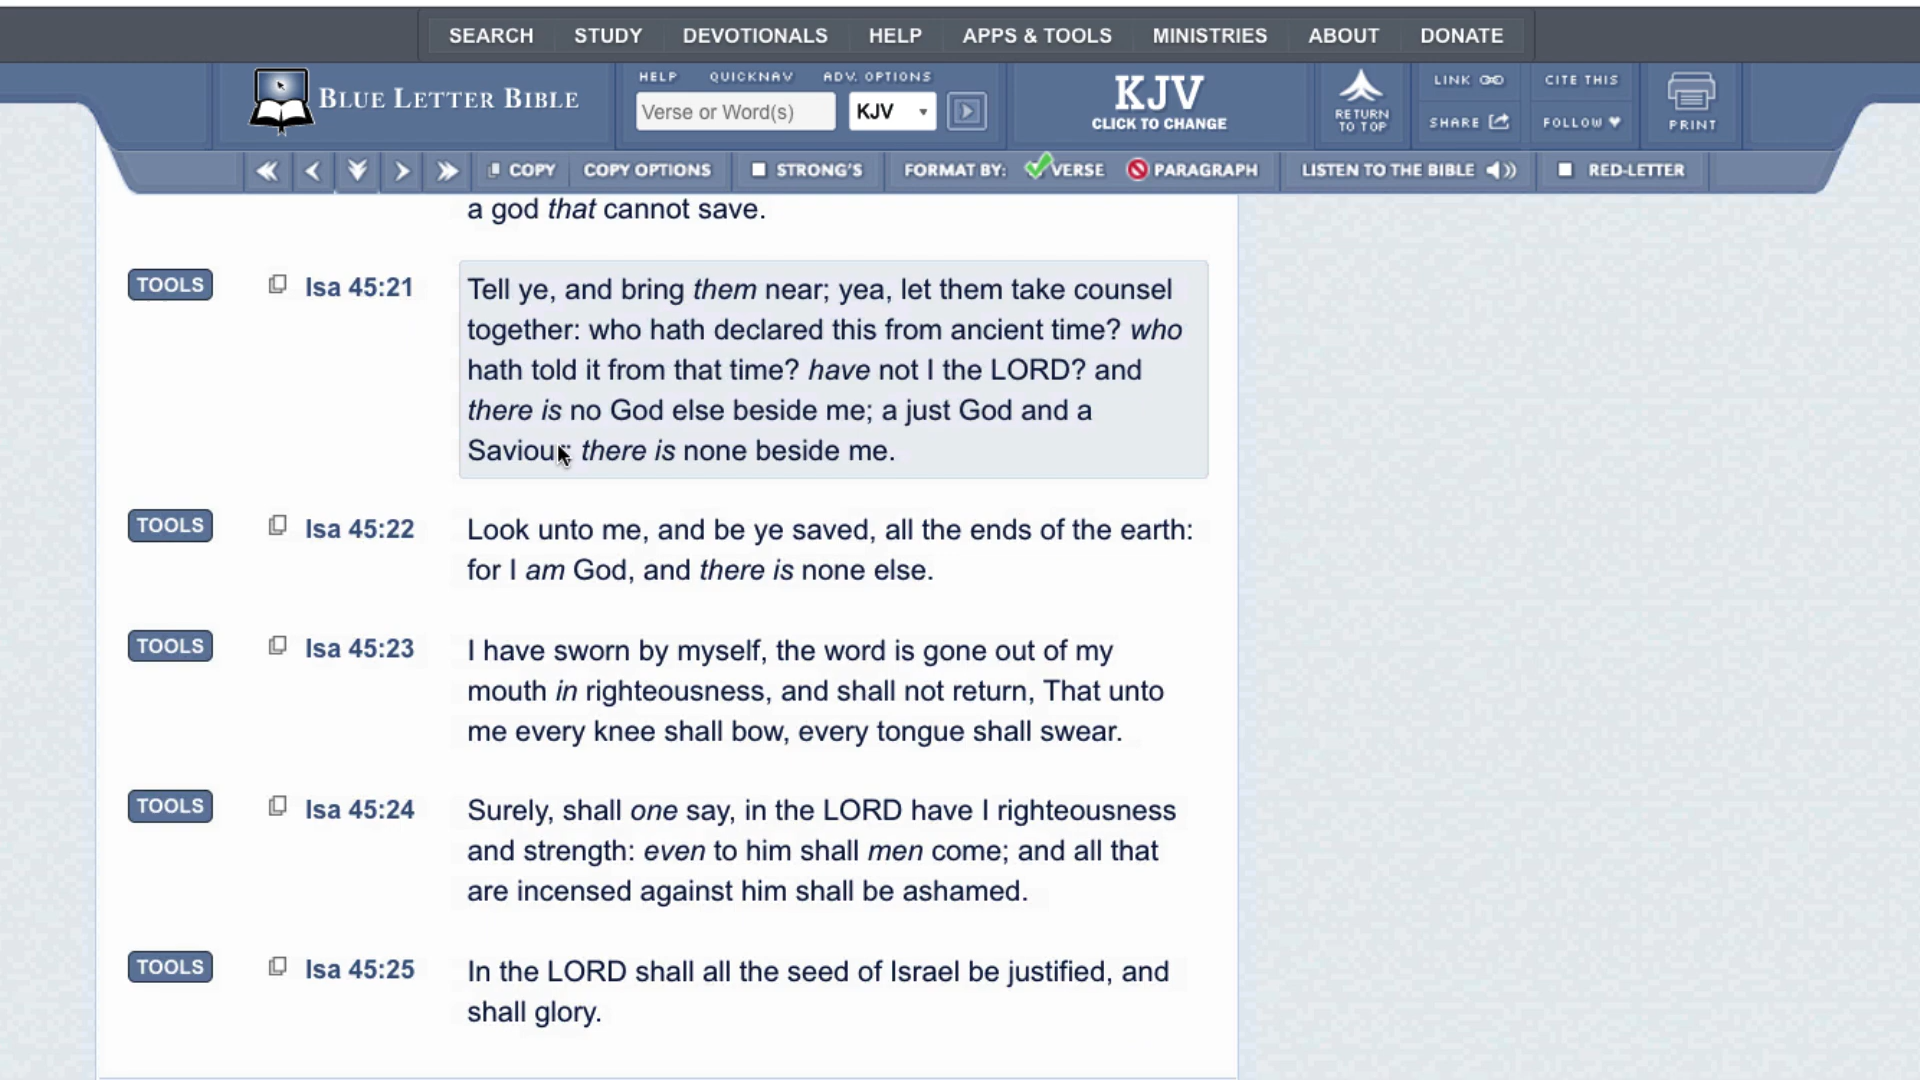 SEARCH STUDY DEVOTIONALS HELP APPS & TOOLS MINISTRIES ABOUT DONATE
BLUE LETTER BIBLE
HELP QUICKNAV ADV. OPTIONS
Verse or Word(s) KJV
KJV
CLICK TO CHANGE
RETURN
TO TOP
LINK
SHARE
CITE THIS
FOLLOW
PRINT
COPY COPY OPTIONS STRONG'S FORMAT BY: VERSE PARAGRAPH LISTEN TO THE BIBLE RED-LETTER
a god that cannot save.
TOOLS Isa 45:21
Tell ye, and bring them near; yea, let them take counsel
together: who hath declared this from ancient time? who
hath told it from that time? have not I the LORD? and
there is no God else beside me; a just God and a
Saviour; there is none beside me.
TOOLS Isa 45:22
Look unto me, and be ye saved, all the ends of the earth:
for I am God, and there is none else.
TOOLS Isa 45:23
I have sworn by myself, the word is gone out of my
mouth in righteousness, and shall not return, That unto
me every knee shall bow, every tongue shall swear.
TOOLS Isa 45:24
Surely, shall one say, in the LORD have I righteousness
and strength: even to him shall men come; and all that
are incensed against him shall be ashamed.
TOOLS Isa 45:25
In the LORD shall all the seed of Israel be justified, and
shall glory.